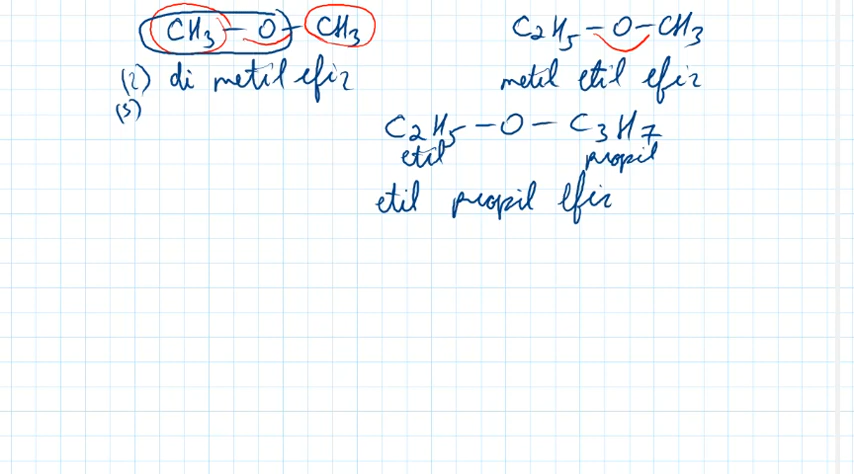 CH3 – O – CH3
C2H5 – O – CH3
(2) di metil efir
metil etil efir
(3)
C2H5 – O – C3H7
etil propil
etil propil efir